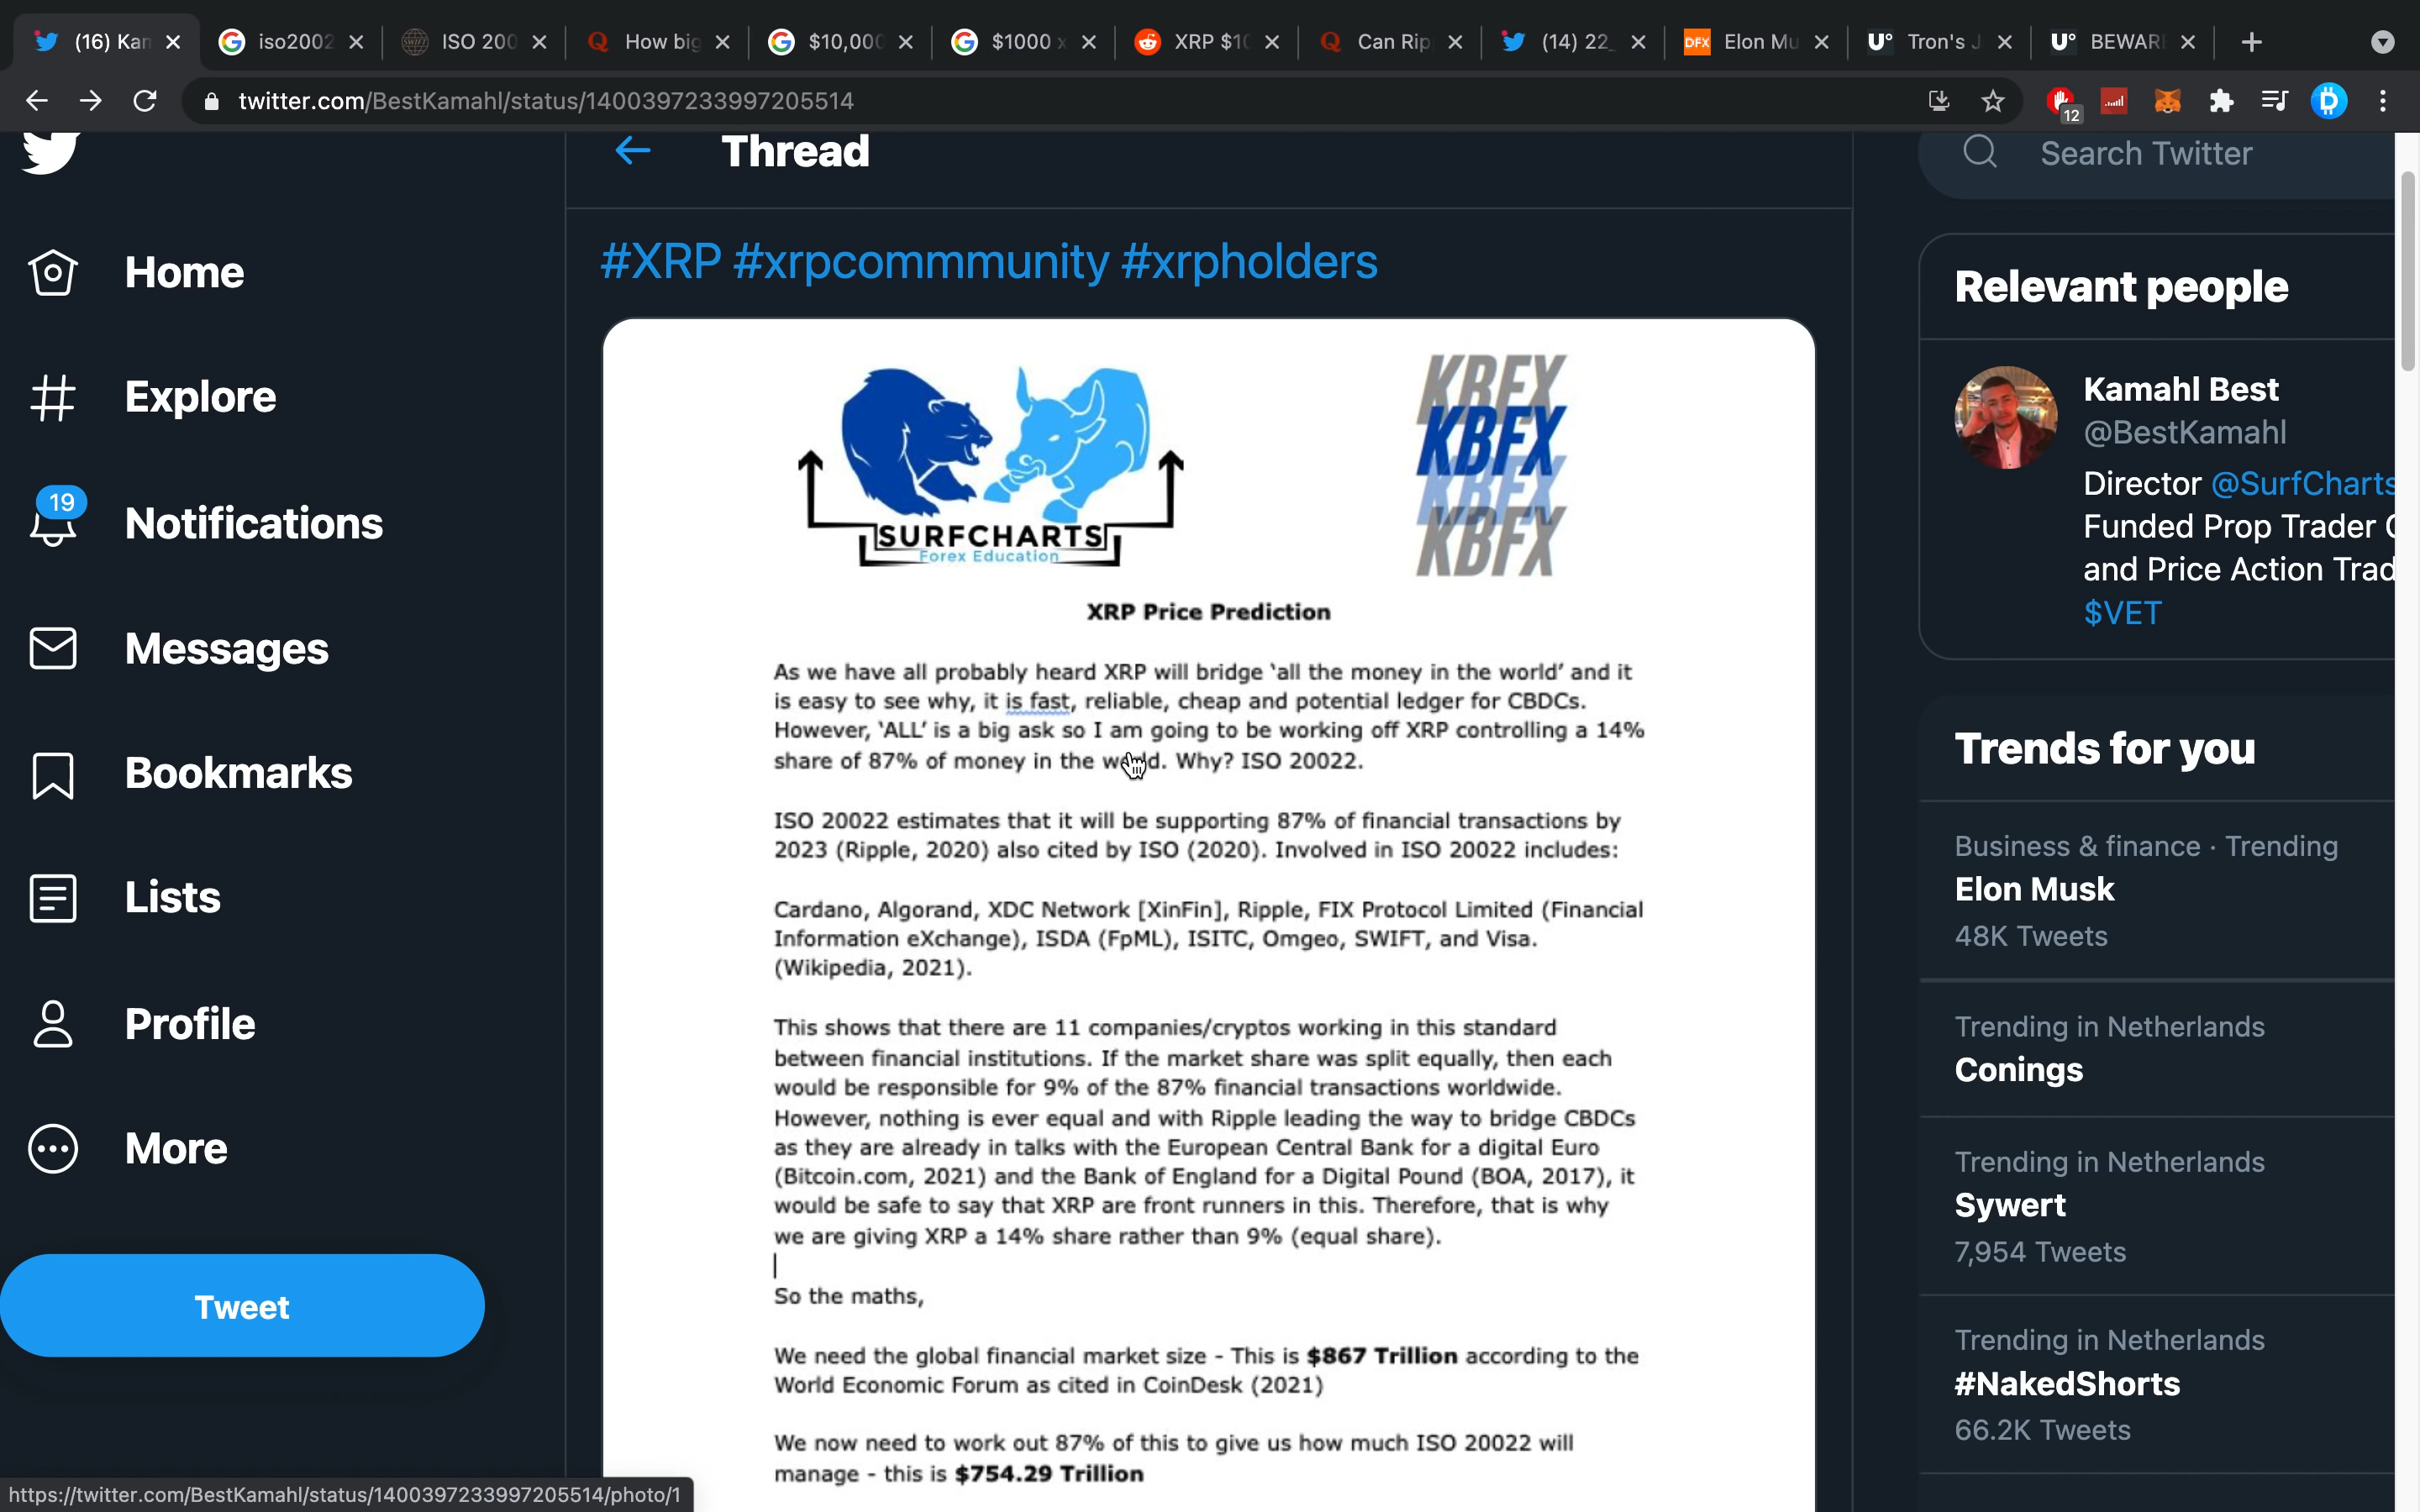 (16) Kan
iso2002
ISO 200
How big
$10,000
$1000 x
XRP $10
Can Rip
(14) 22_
Elon Mu
Tron's J
BEWAR
twitter.com/BestKamahl/status/1400397233997205514
12
Thread
Search Twitter
Home
Explore
19
Notifications
Messages
Bookmarks
Lists
Profile
More
Tweet
#XRP #xrpcommmunity #xrpholders
SURFCHARTS
Forex Education
KBFX
KBFX
KBFX
KBFX
XRP Price Prediction
As we have all probably heard XRP will bridge ‘all the money in the world’ and it
is easy to see why, it is fast, reliable, cheap and potential ledger for CBDCs.
However, ‘ALL’ is a big ask so I am going to be working off XRP controlling a 14%
share of 87% of money in the world. Why? ISO 20022.
ISO 20022 estimates that it will be supporting 87% of financial transactions by
2023 (Ripple, 2020) also cited by ISO (2020). Involved in ISO 20022 includes:
Cardano, Algorand, XDC Network [XinFin], Ripple, FIX Protocol Limited (Financial
Information eXchange), ISDA (FpML), ISITC, Omgeo, SWIFT, and Visa.
(Wikipedia, 2021).
This shows that there are 11 companies/cryptos working in this standard
between financial institutions. If the market share was split equally, then each
would be responsible for 9% of the 87% financial transactions worldwide.
However, nothing is ever equal and with Ripple leading the way to bridge CBDCs
as they are already in talks with the European Central Bank for a digital Euro
(Bitcoin.com, 2021) and the Bank of England for a Digital Pound (BOA, 2017), it
would be safe to say that XRP are front runners in this. Therefore, that is why
we are giving XRP a 14% share rather than 9% (equal share).
So the maths,
We need the global financial market size - This is $867 Trillion according to the
World Economic Forum as cited in CoinDesk (2021)
We now need to work out 87% of this to give us how much ISO 20022 will
manage - this is $754.29 Trillion
Relevant people
Kamahl Best
@BestKamahl
Director @SurfCharts
Funded Prop Trader
and Price Action Trad
$VET
Trends for you
Business & finance · Trending
Elon Musk
48K Tweets
Trending in Netherlands
Conings
Trending in Netherlands
Sywert
7,954 Tweets
Trending in Netherlands
#NakedShorts
66.2K Tweets
https://twitter.com/BestKamahl/status/1400397233997205514/photo/1